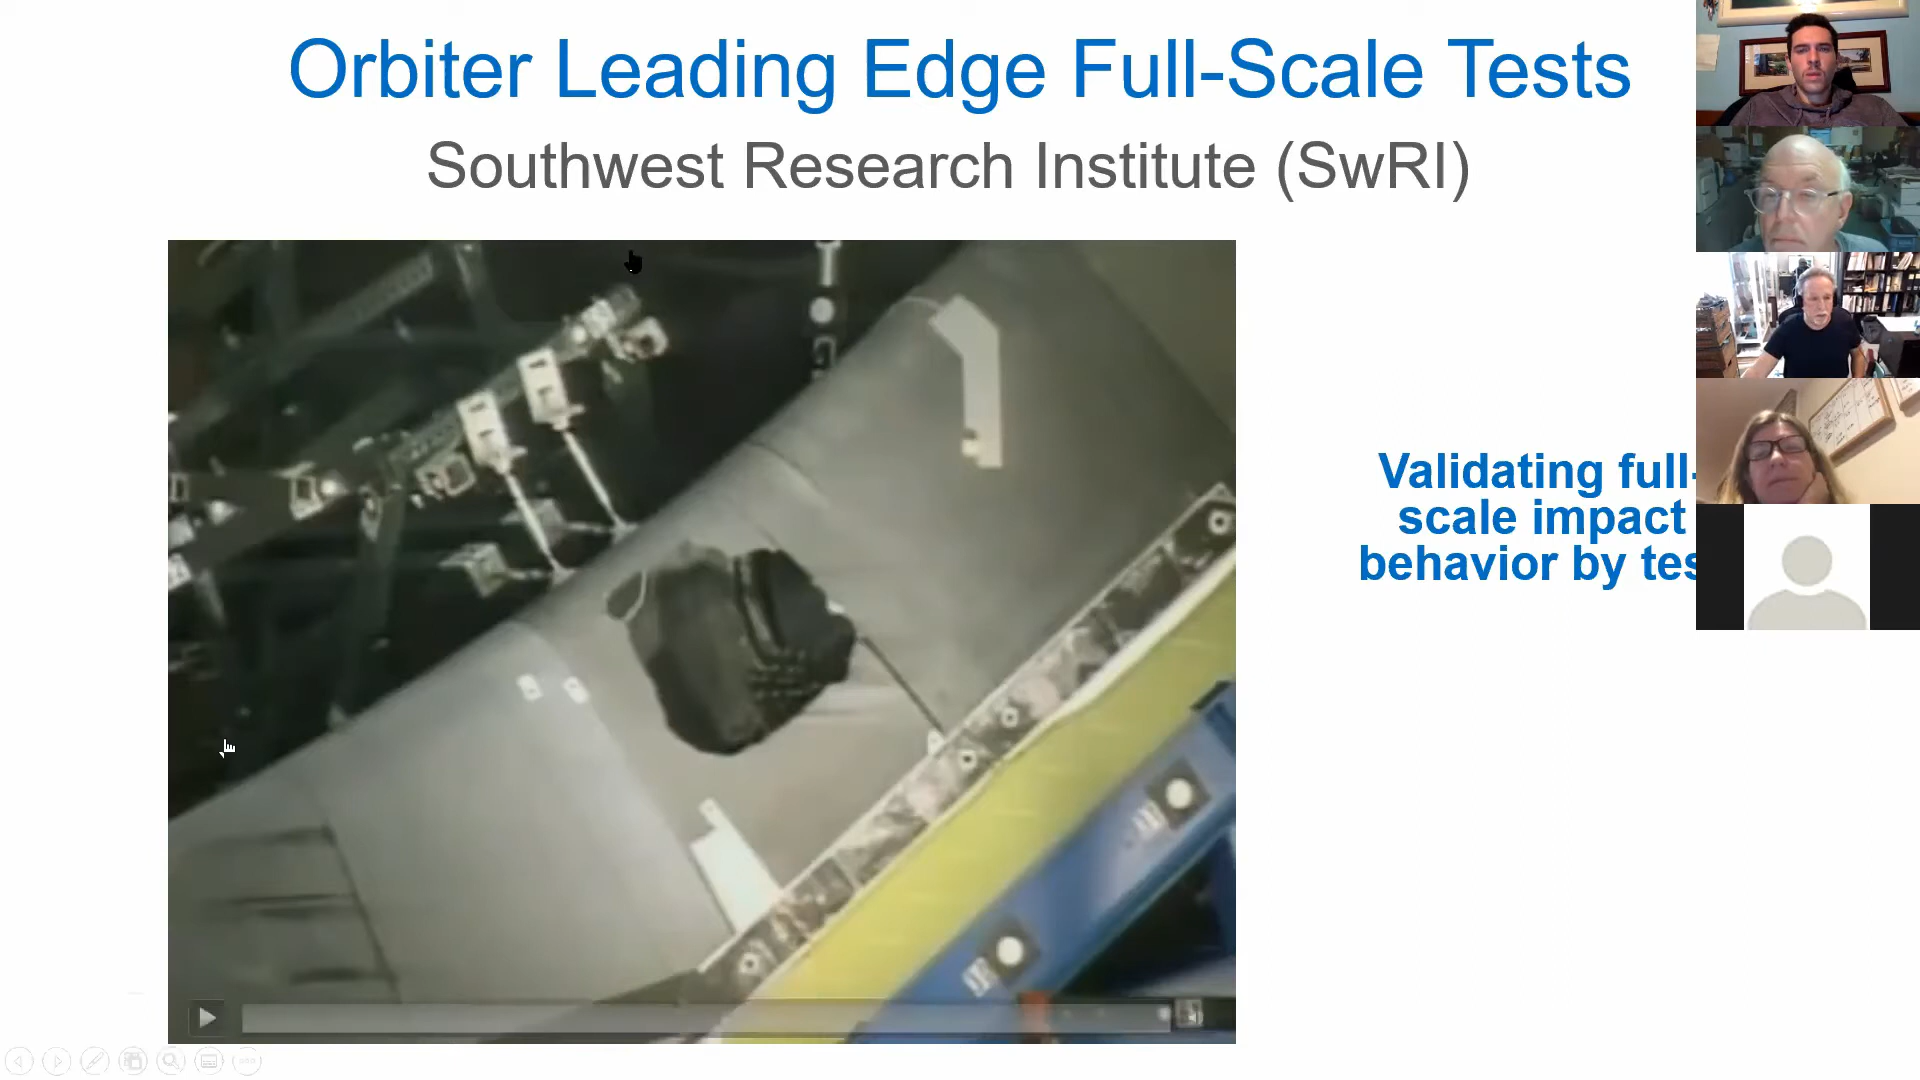 Orbiter Leading Edge Full-Scale Tests
Southwest Research Institute (SwRI)
Validating full-
scale impact
behavior by tes